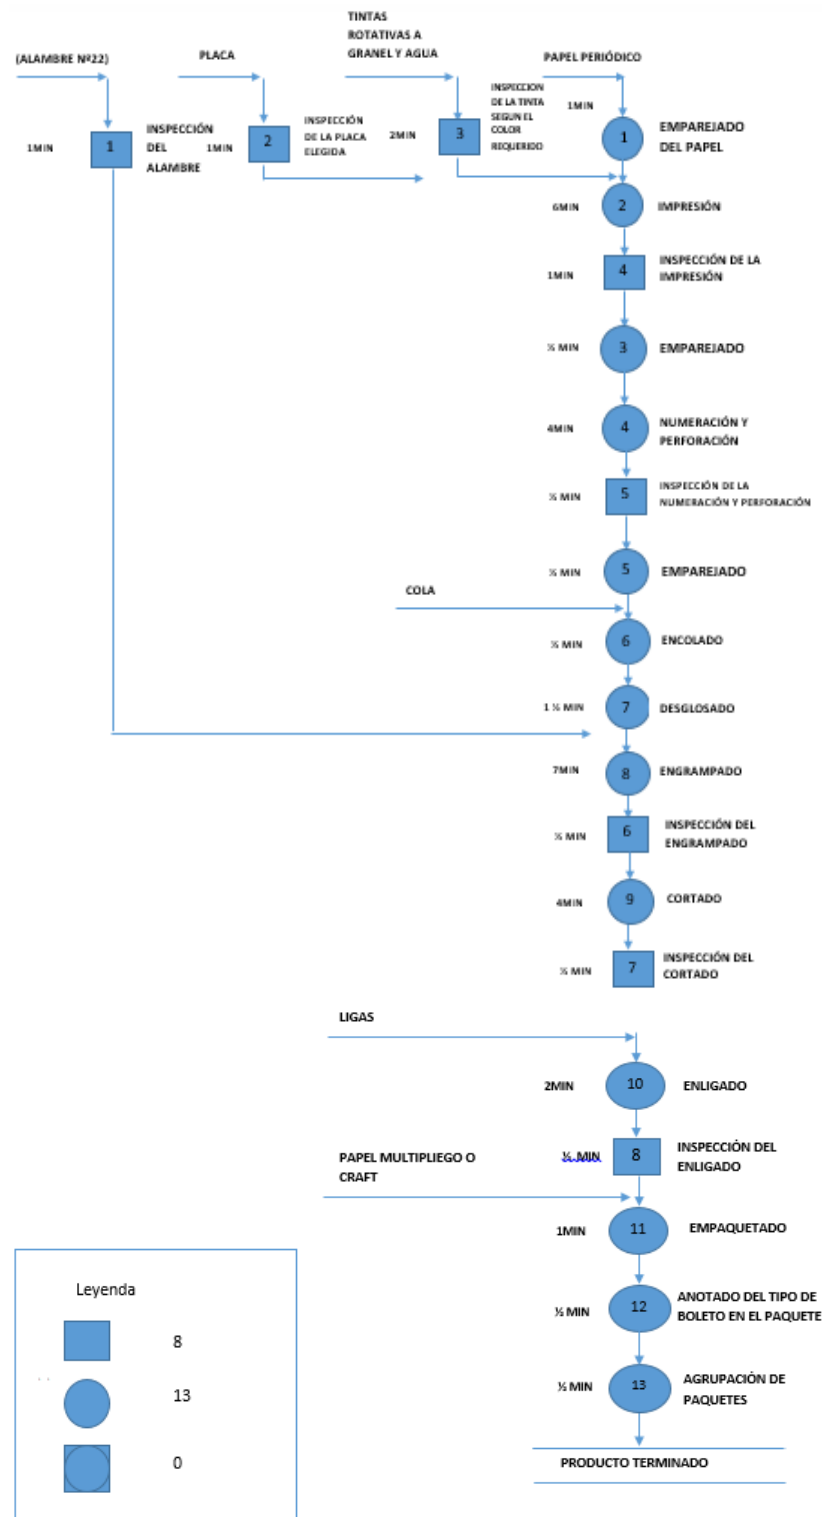 TINTAS
ROTATIVAS A
GRANEL Y AGUA
(ALAMBRE Nº22)
PLACA
PAPEL PERIÓDICO
1MIN
1
INSPECCIÓN
DEL
ALAMBRE
1MIN
2
INSPECCIÓN
DE LA PLACA
ELEGIDA
2MIN
3
INSPECCION
DE LA TINTA
SEGUN EL
COLOR
REQUERIDO
1MIN
1
EMPAREJADO
DEL PAPEL
6MIN
2
IMPRESIÓN
1MIN
4
INSPECCIÓN DE LA
IMPRESIÓN
½ MIN
3
EMPAREJADO
4MIN
4
NUMERACIÓN Y
PERFORACIÓN
½ MIN
5
INSPECCIÓN DE LA
NUMERACIÓN Y PERFORACIÓN
½ MIN
5
EMPAREJADO
COLA
½ MIN
6
ENCOLADO
1 ½ MIN
7
DESGLOSADO
7MIN
8
ENGRAMPADO
½ MIN
6
INSPECCIÓN DEL
ENGRAMPADO
4MIN
9
CORTADO
½ MIN
7
INSPECCIÓN DEL
CORTADO
LIGAS
2MIN
10
ENLIGADO
½ MIN
8
INSPECCIÓN DEL
ENLIGADO
PAPEL MULTIPLIEGO O
CRAFT
1MIN
11
EMPAQUETADO
½ MIN
12
ANOTADO DEL TIPO DE
BOLETO EN EL PAQUETE
½ MIN
13
AGRUPACIÓN DE
PAQUETES
PRODUCTO TERMINADO
Leyenda
8
13
0